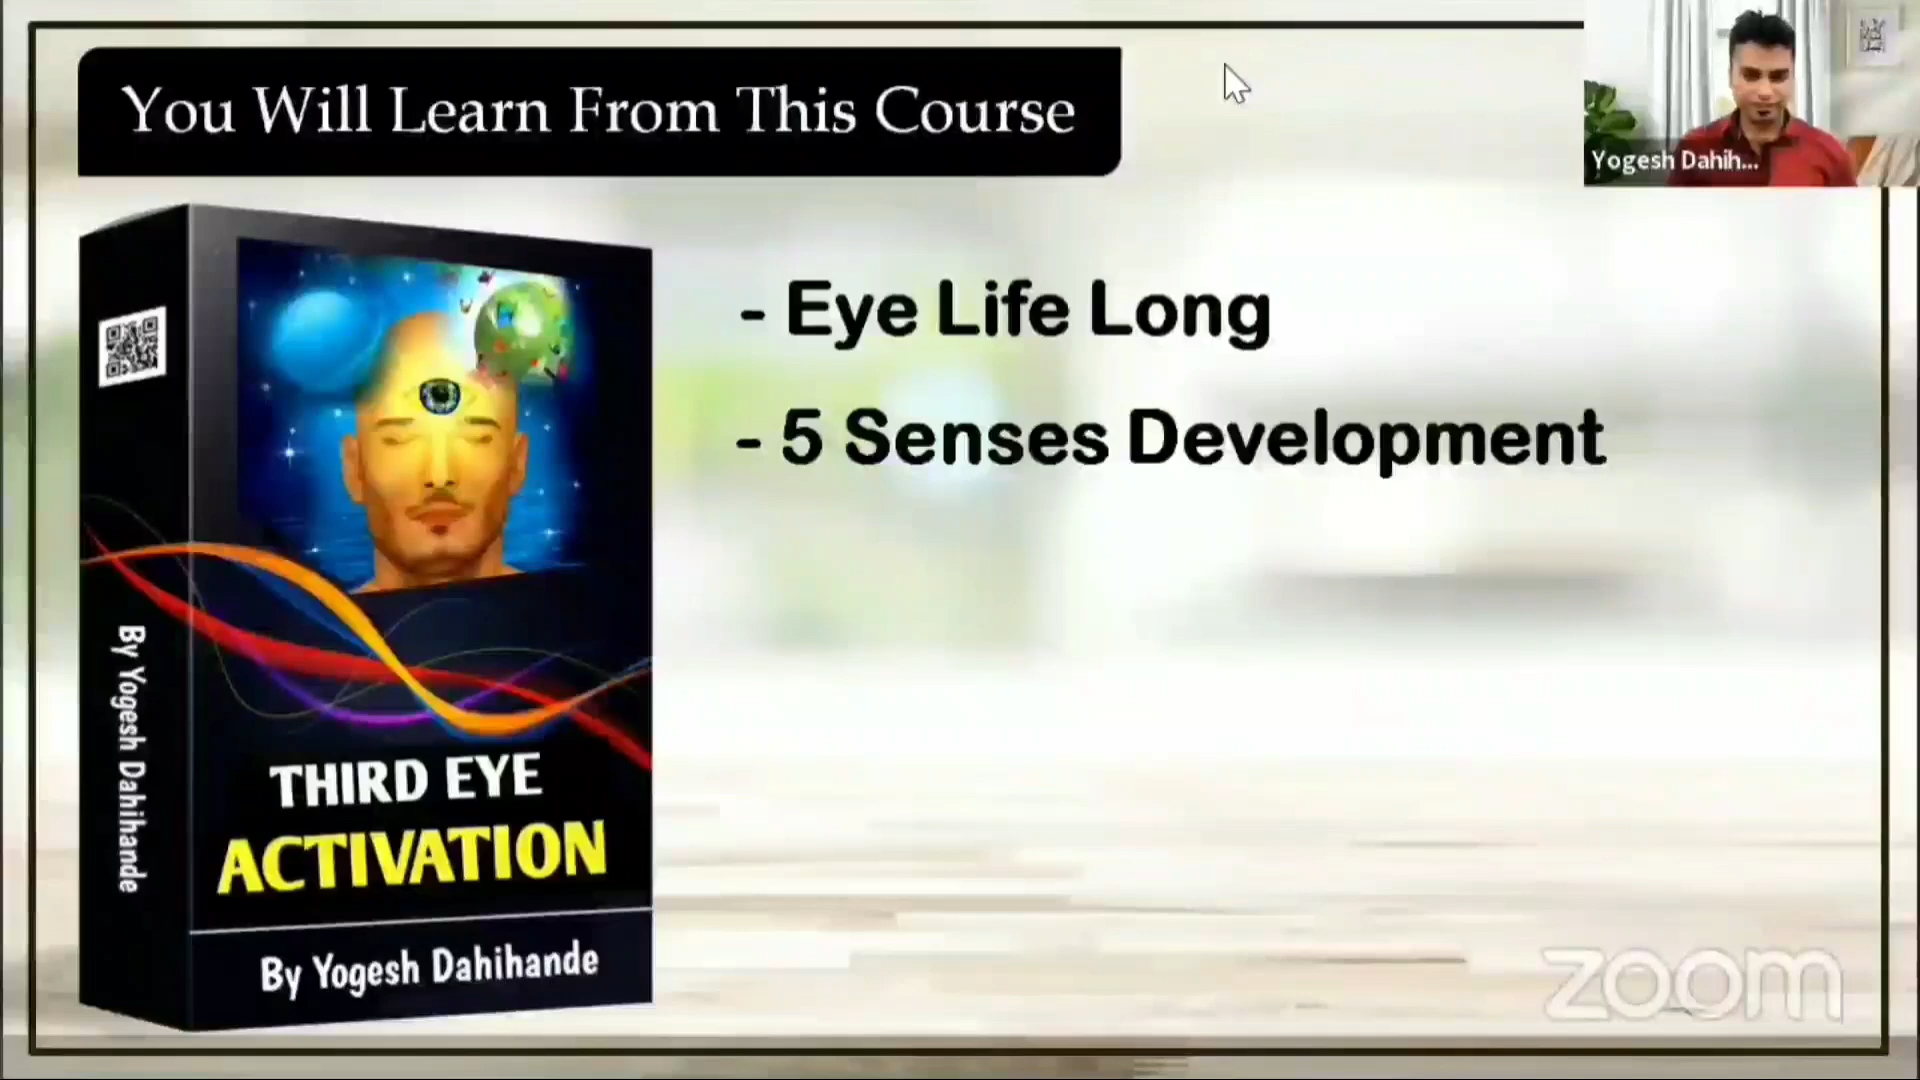 You Will Learn From This Course
Yogesh Dahih...
- Eye Life Long
- 5 Senses Development
By Yogesh Dahihande
THIRD EYE
ACTIVATION
By Yogesh Dahihande
zoom